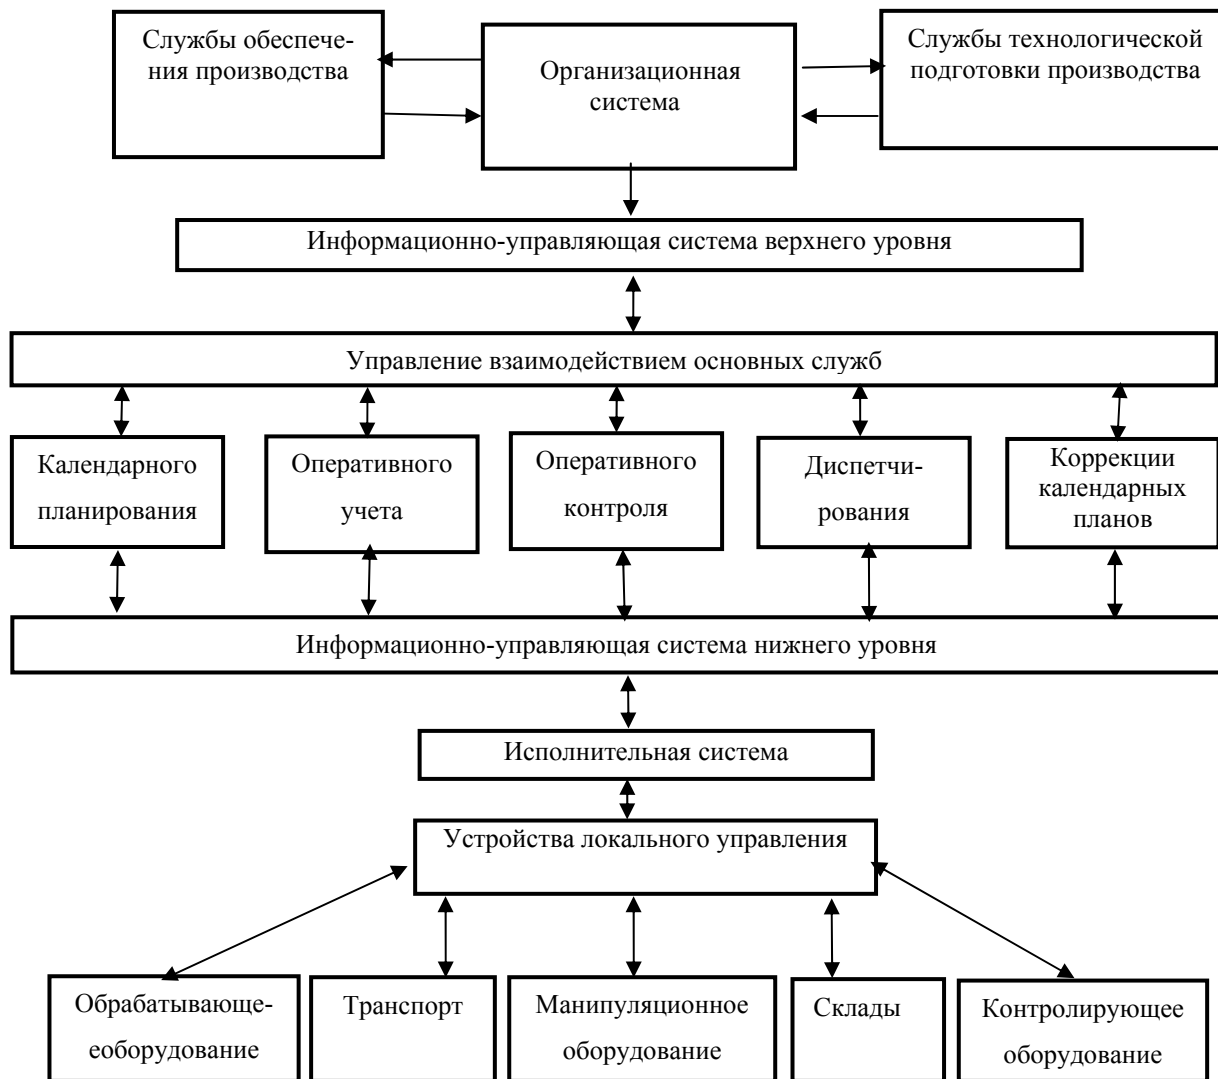 Службы обеспече-
ния производства
Организационная
система
Службы технологической
подготовки производства
Информационно-управляющая система верхнего уровня
Управление взаимодействием основных служб
Календарного
планирования
Оперативного
учета
Оперативного
контроля
Диспетчи-
рования
Коррекции
календарных
планов
Информационно-управляющая система нижнего уровня
Исполнительная система
Устройства локального управления
Обрабатывающе-
еоборудование
Транспорт
Манипуляционное
оборудование
Склады
Контролирующее
оборудование